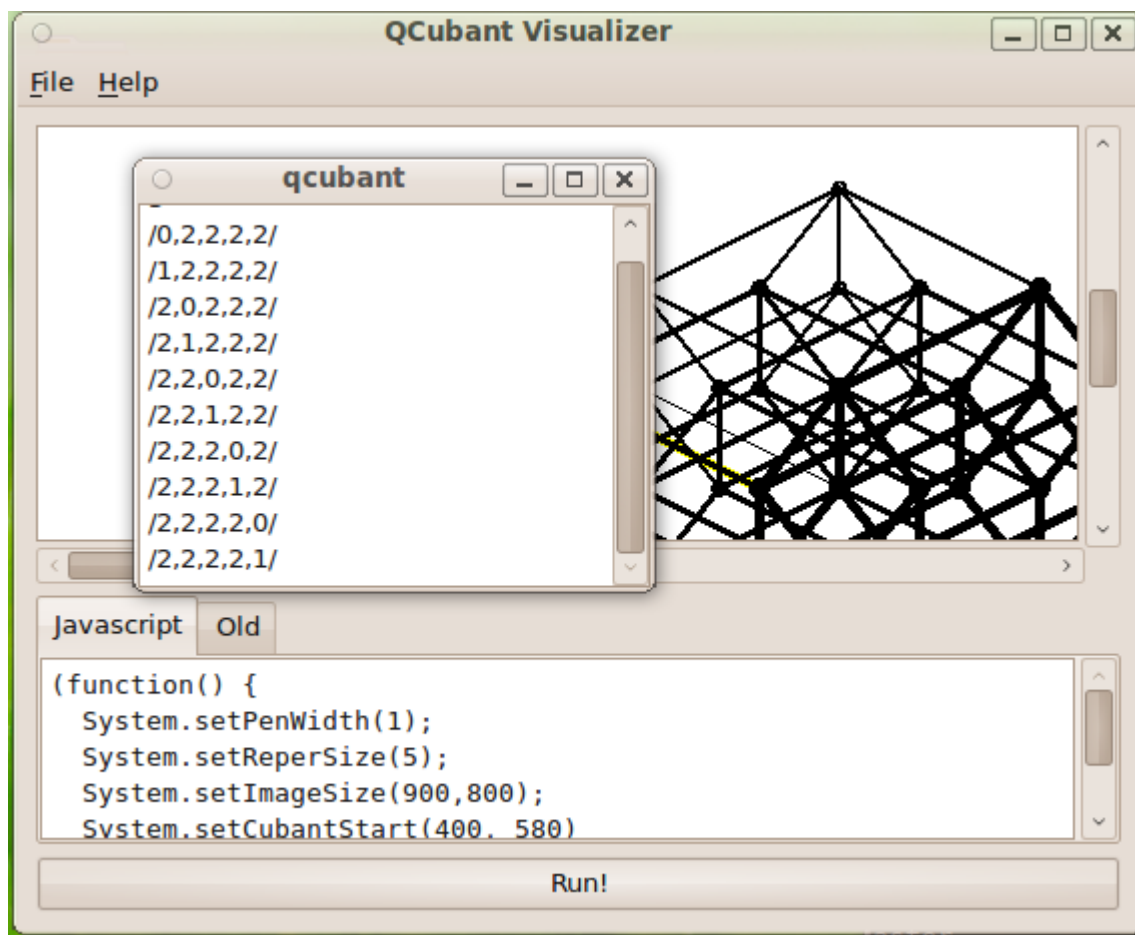 QCubant Visualizer
File Help
qcubant
/0,2,2,2,2/
/1,2,2,2,2/
/2,0,2,2,2/
/2,1,2,2,2/
/2,2,0,2,2/
/2,2,1,2,2/
/2,2,2,0,2/
/2,2,2,1,2/
/2,2,2,2,0/
/2,2,2,2,1/
Javascript Old
(function() {
System.setPenWidth(1);
System.setReperSize(5);
System.setImageSize(900,800);
System.setCubantStart(400, 580)
Run!